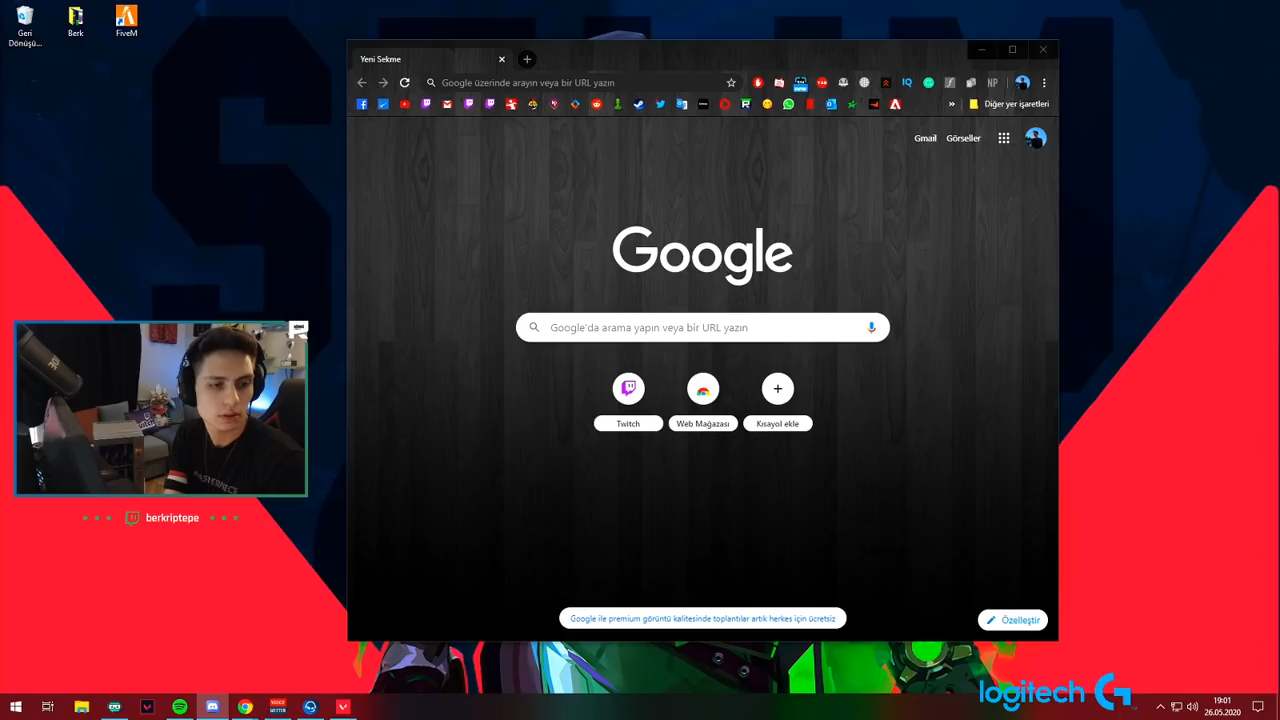 Geri
Dönüşü...
Berk
FiveM
Yeni Sekme
Google üzerinde arayın veya bir URL yazın
Diğer yer işaretleri
Gmail
Görseller
Google
Google'da arama yapın veya bir URL yazın
Twitch
Web Mağazası
Kısayol ekle
berkriptepe
Google ile premium görüntü kalitesinde toplantılar artık herkes için ücretsiz
Özelleştir
logitech G
19:01
26.05.2020